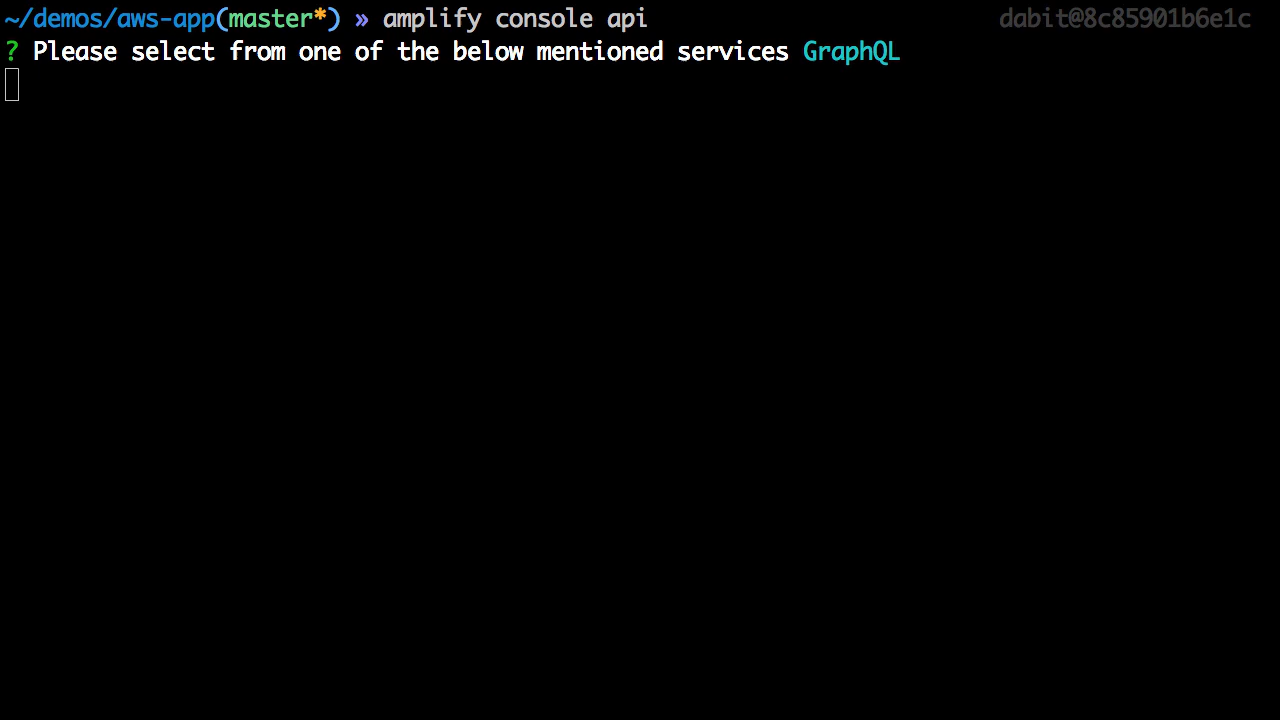 ~/demos/aws-app(master*) » amplify console api dabit@8c85901b6e1c
? Please select from one of the below mentioned services GraphQL